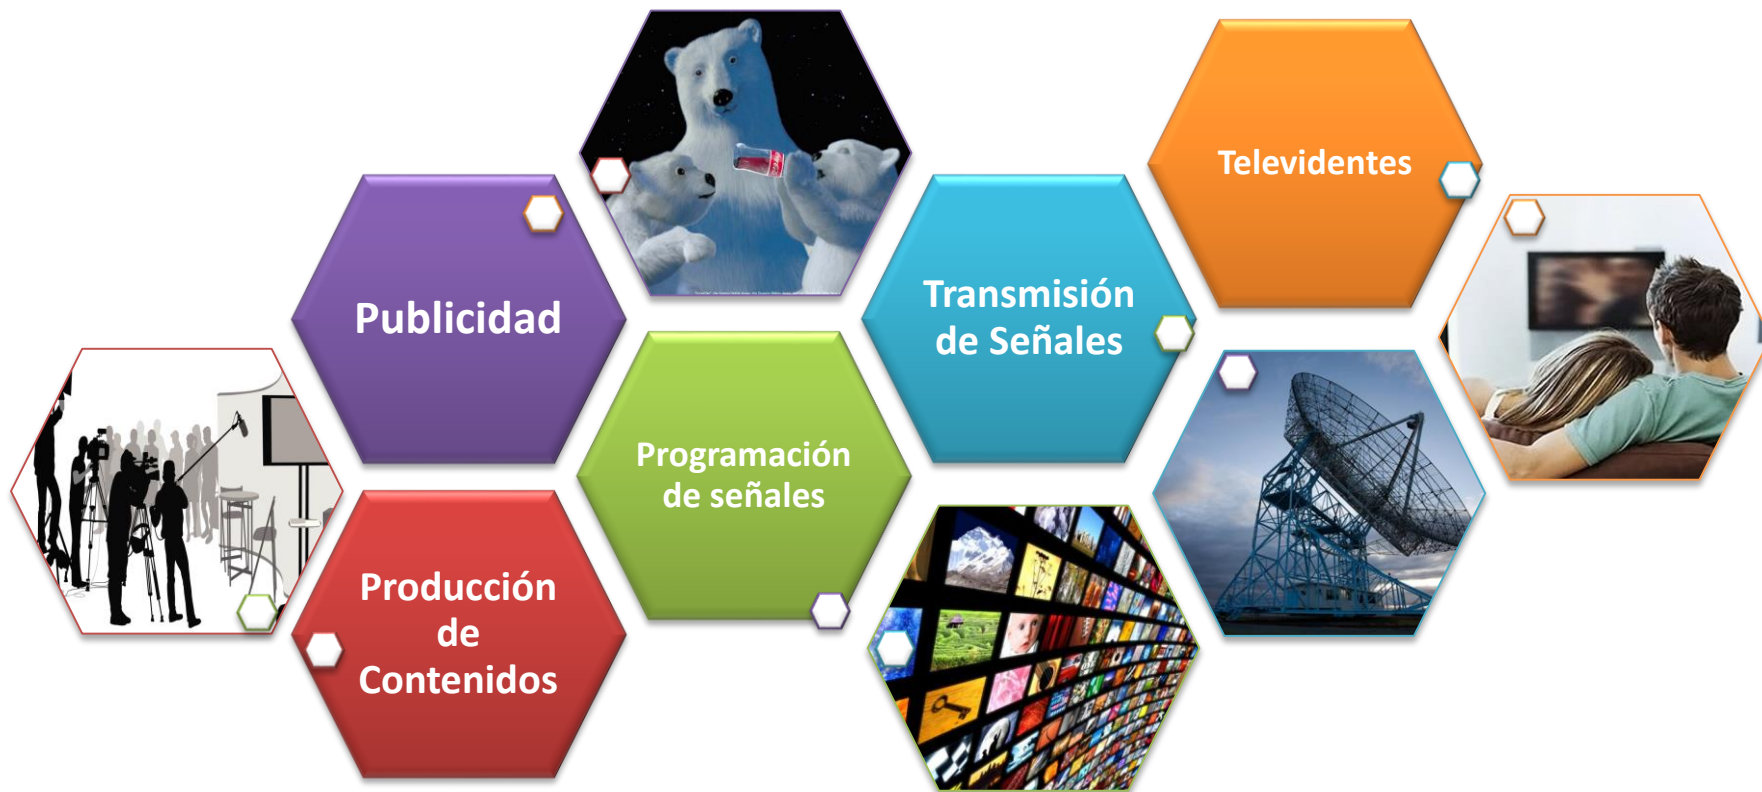 Publicidad
Producción
de
Contenidos
Programación
de señales
Transmisión
de Señales
Televidentes